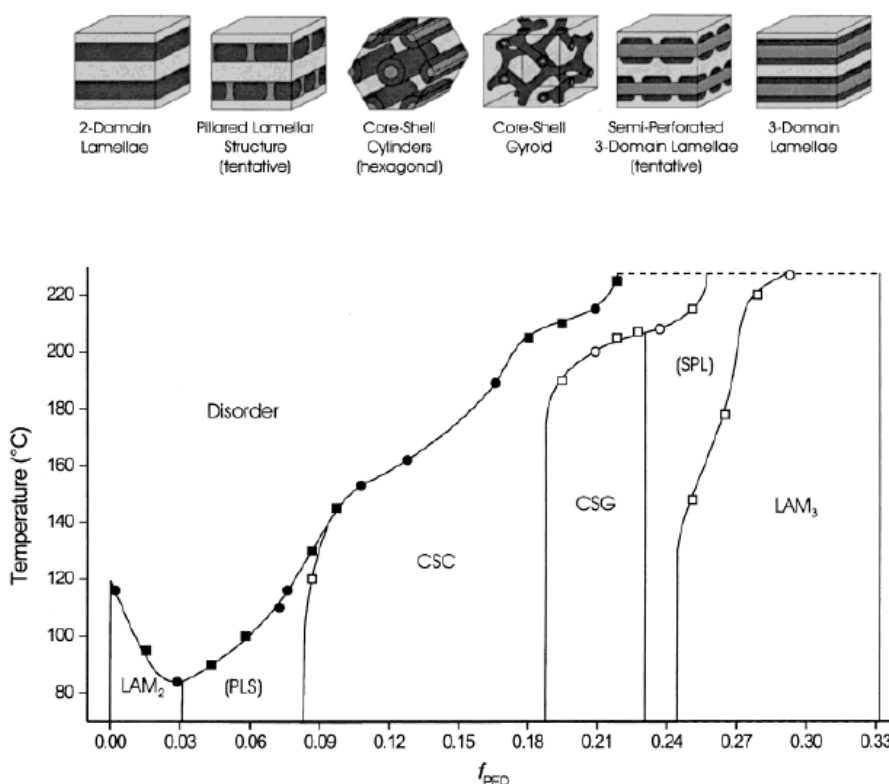 2-Domain
Lamellae
Pillared Lamellar
Structure
(tentative)
Core-Shell
Cylinders
(hexagonal)
Core-Shell
Gyroid
Semi-Perforated
3-Domain Lamellae
(tentative)
3-Domain
Lamellae
Temperature (°C)
220
200
180
160
140
120
100
80
Disorder
(SPL)
CSG
LAM₃
CSC
LAM₂
(PLS)
0.00 0.03 0.06 0.09 0.12 0.15 0.18 0.21 0.24 0.27 0.30 0.33